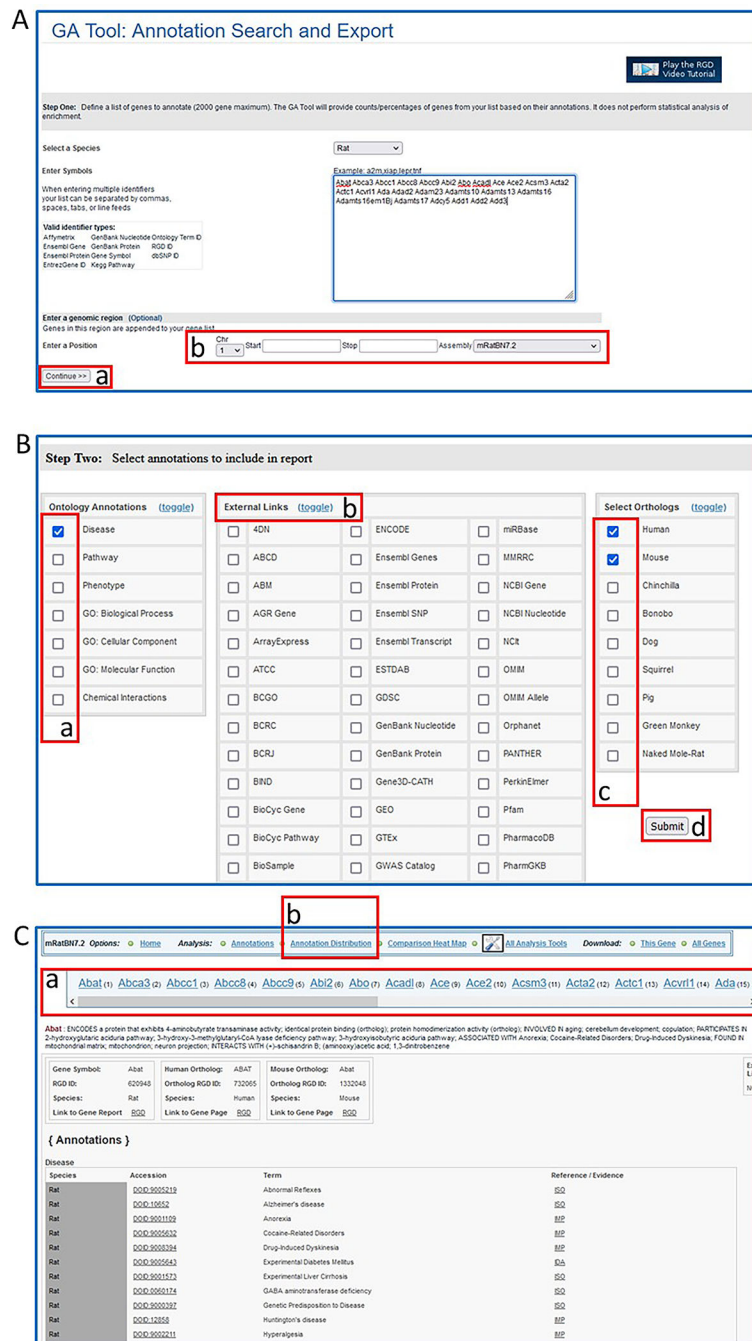 A
GA Tool: Annotation Search and Export
Play the RGD
Video Tutorial
Step One: Define a list of genes to annotate (2000 gene maximum). The GA Tool will provide counts/percentages of genes from your list based on their annotations. It does not perform statistical analysis of
enrichment.
Select a Species
Rat
Enter Symbols
Example: a2m,xiap,lepr,tnf
When entering multiple identifiers
your list can be separated by commas,
spaces, tabs, or line feeds
Abat Abca3 Abcc1 Abcc8 Abcc9 Abi2 Abo Acadl Ace Ace2 Acsm3 Acta2
Actc1 Acvrl1 Ada Adad2 Adam23 Adamts10 Adamts13 Adamts16
Adamts16em1Bj Adamts17 Adcy5 Add1 Add2 Add3
Valid identifier types:
Affymetrix GenBank Nucleotide Ontology Term ID
Ensembl Gene GenBank Protein RGD ID
Ensembl Protein Gene Symbol dbSNP ID
EntrezGene ID Kegg Pathway
Enter a genomic region (Optional)
Genes in this region are appended to your gene list
Enter a Position
b
Chr
1
Start
Stop
Assembly
mRatBN7.2
Continue >>
a
B
Step Two: Select annotations to include in report
Ontology Annotations (toggle)
Disease
Pathway
Phenotype
GO: Biological Process
GO: Cellular Component
GO: Molecular Function
Chemical Interactions
a
External Links (toggle) b
4DN ENCODE miRBase
ABCD Ensembl Genes MMRRC
ABM Ensembl Protein NCBI Gene
AGR Gene Ensembl SNP NCBI Nucleotide
ArrayExpress Ensembl Transcript NCIt
ATCC ESTDAB OMIM
BCGO GDSC OMIM Allele
BCRC GenBank Nucleotide Orphanet
BCRJ GenBank Protein PANTHER
BIND Gene3D-CATH PerkinElmer
BioCyc Gene GEO Pfam
BioCyc Pathway GTEx PharmacoDB
BioSample GWAS Catalog PharmGKB
Select Orthologs (toggle)
Human
Mouse
Chinchilla
Bonobo
Dog
Squirrel
Pig
Green Monkey
Naked Mole-Rat
c
Submit d
C
b
mRatBN7.2 Options: Home Analysis: Annotations Annotation Distribution Comparison Heat Map All Analysis Tools Download: This Gene All Genes
a
Abat (1) Abca3 (2) Abcc1 (3) Abcc8 (4) Abcc9 (5) Abi2 (6) Abo (7) Acadl (8) Ace (9) Ace2 (10) Acsm3 (11) Acta2 (12) Actc1 (13) Acvrl1 (14) Ada (15)
Abat : ENCODES a protein that exhibits 4-aminobutyrate transaminase activity; identical protein binding (ortholog); protein homodimerization activity (ortholog); INVOLVED IN aging; cerebellum development; copulation; PARTICIPATES IN
2-hydroxyglutaric aciduria pathway; 3-hydroxy-3-methylglutaryl-CoA lyase deficiency pathway; 3-hydroxyisobutyric aciduria pathway; ASSOCIATED WITH Anorexia; Cocaine-Related Disorders; Drug-Induced Dyskinesia; FOUND IN
mitochondrial matrix; mitochondrion; neuron projection; INTERACTS WITH (+)-schisandrin B; (aminooxy)acetic acid; 1,3-dinitrobenzene
Gene Symbol: Abat
RGD ID: 620948
Species: Rat
Link to Gene Report RGD
Human Ortholog: ABAT
Ortholog RGD ID: 732065
Species: Human
Link to Gene Page RGD
Mouse Ortholog: Abat
Ortholog RGD ID: 1332048
Species: Mouse
Link to Gene Page RGD
{ Annotations }
Disease
Species Accession Term Reference / Evidence
Rat DOID:9005219 Abnormal Reflexes ISO
Rat DOID:10652 Alzheimer's disease ISO
Rat DOID:9001109 Anorexia IMP
Rat DOID:9005632 Cocaine-Related Disorders IMP
Rat DOID:9008394 Drug-Induced Dyskinesia IMP
Rat DOID:9005643 Experimental Diabetes Mellitus IDA
Rat DOID:9001573 Experimental Liver Cirrhosis ISO
Rat DOID:0060174 GABA aminotransferase deficiency ISO
Rat DOID:9000397 Genetic Predisposition to Disease ISO
Rat DOID:12858 Huntington's disease IMP
Rat DOID:9002211 Hyperalgesia IMP